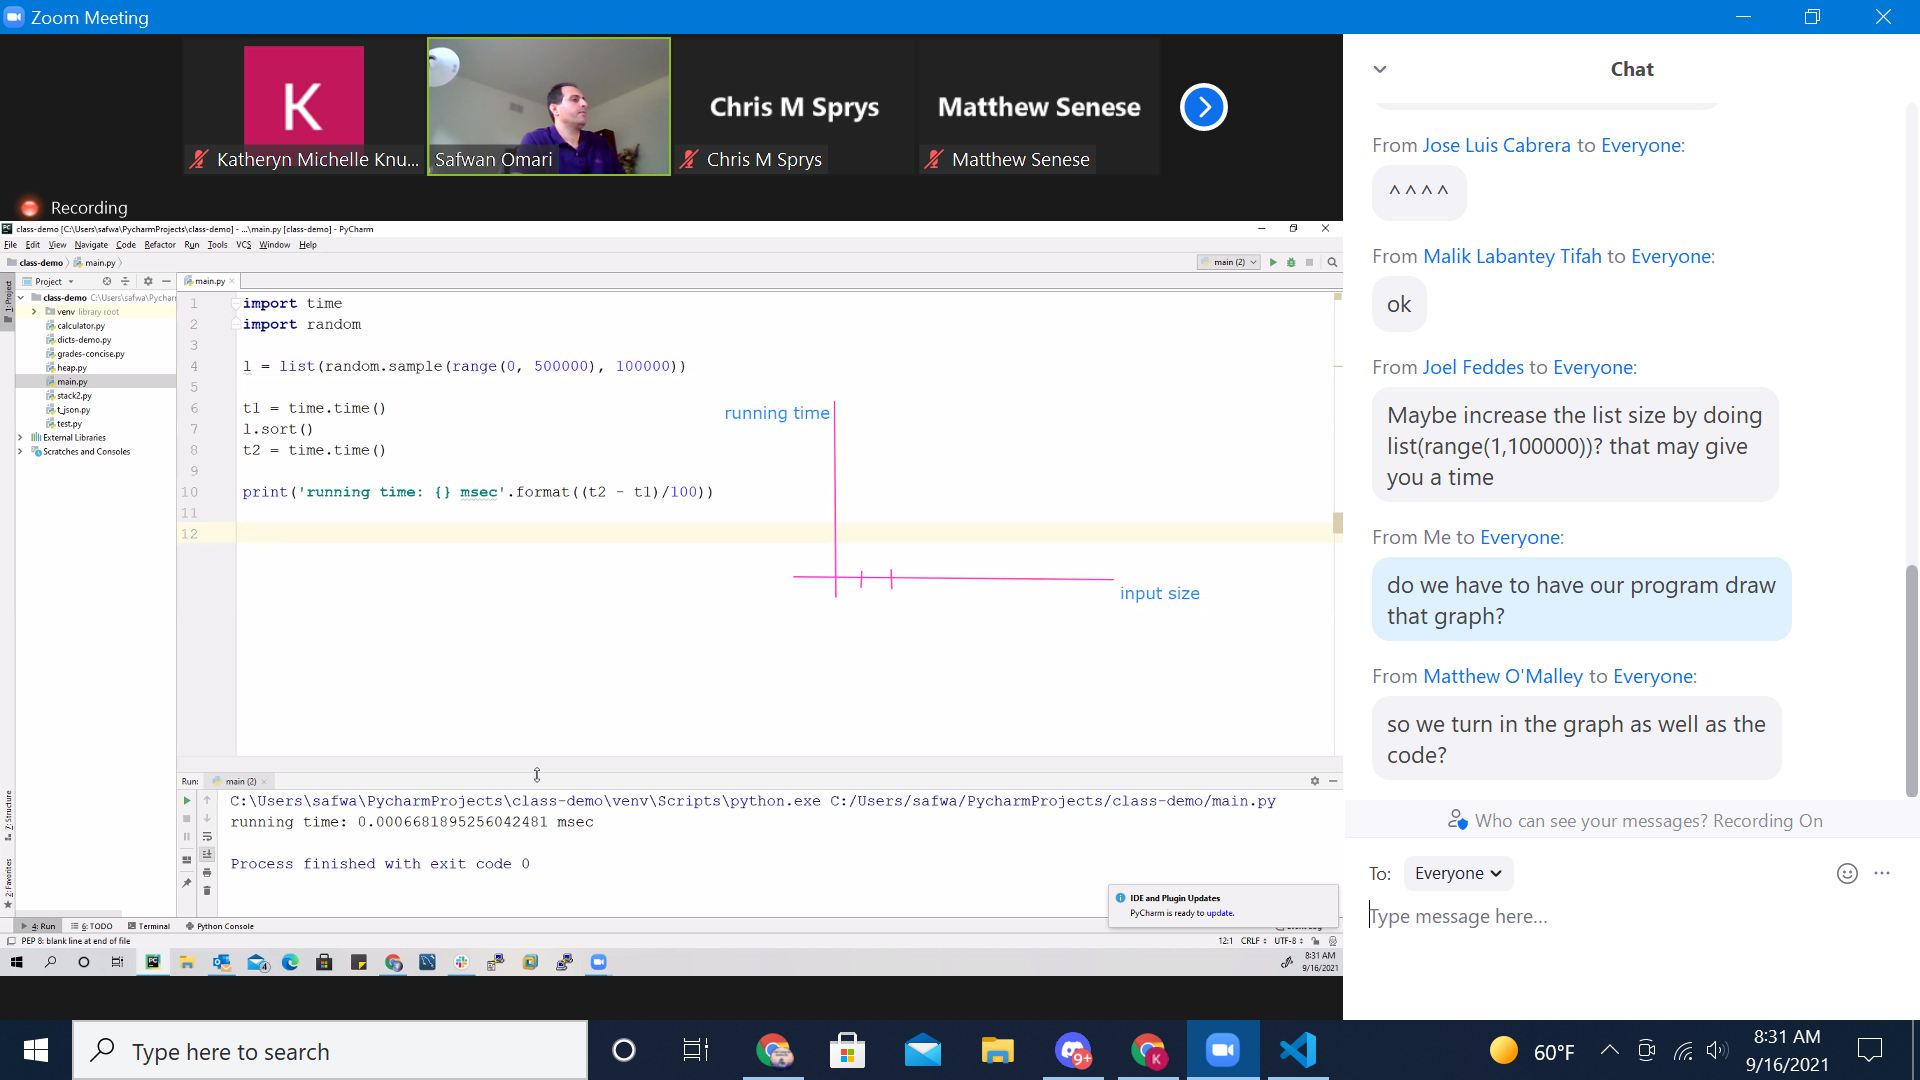 Zoom Meeting
K
Katheryn Michelle Knu...
Safwan Omari
Chris M Sprys
Chris M Sprys
Matthew Senese
Matthew Senese
Recording
class-demo [C:\Users\safwa\PycharmProjects\class-demo] - ...\main.py [class-demo] - PyCharm
File Edit View Navigate Code Refactor Run Tools VCS Window Help
class-demo main.py
main (2)
1: Project
Project
main.py
class-demo C:\Users\safwa\Pychar
venv library root
calculator.py
dicts-demo.py
grades-concise.py
heap.py
main.py
stack2.py
t_json.py
test.py
External Libraries
Scratches and Consoles
1 import time
2 import random
3
4 l = list(random.sample(range(0, 500000), 100000))
5
6 t1 = time.time()
7 l.sort()
8 t2 = time.time()
9
10 print('running time: {} msec'.format((t2 - t1)/100))
11
12
running time
input size
7: Structure
2: Favorites
Run: main (2)
C:\Users\safwa\PycharmProjects\class-demo\venv\Scripts\python.exe C:/Users/safwa/PycharmProjects/class-demo/main.py
running time: 0.0006681895256042481 msec
Process finished with exit code 0
IDE and Plugin Updates
PyCharm is ready to update.
4: Run 6: TODO Terminal Python Console
PEP 8: blank line at end of file
12:1 CRLF UTF-8
4
8:31 AM
9/16/2021
Chat
From Jose Luis Cabrera to Everyone:
^^^^
From Malik Labantey Tifah to Everyone:
ok
From Joel Feddes to Everyone:
Maybe increase the list size by doing
list(range(1,100000))? that may give
you a time
From Me to Everyone:
do we have to have our program draw
that graph?
From Matthew O'Malley to Everyone:
so we turn in the graph as well as the
code?
Who can see your messages? Recording On
To: Everyone
Type message here...
Type here to search
9+
K
60°F
8:31 AM
9/16/2021